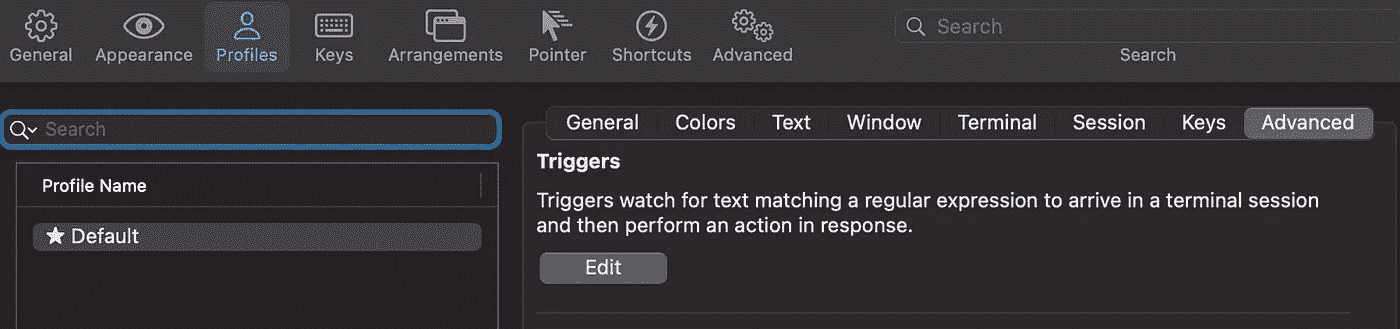 General Appearance Profiles Keys Arrangements Pointer Shortcuts Advanced
Search
Search
Search
General Colors Text Window Terminal Session Keys Advanced
Profile Name
★ Default
Triggers
Triggers watch for text matching a regular expression to arrive in a terminal session
and then perform an action in response.
Edit